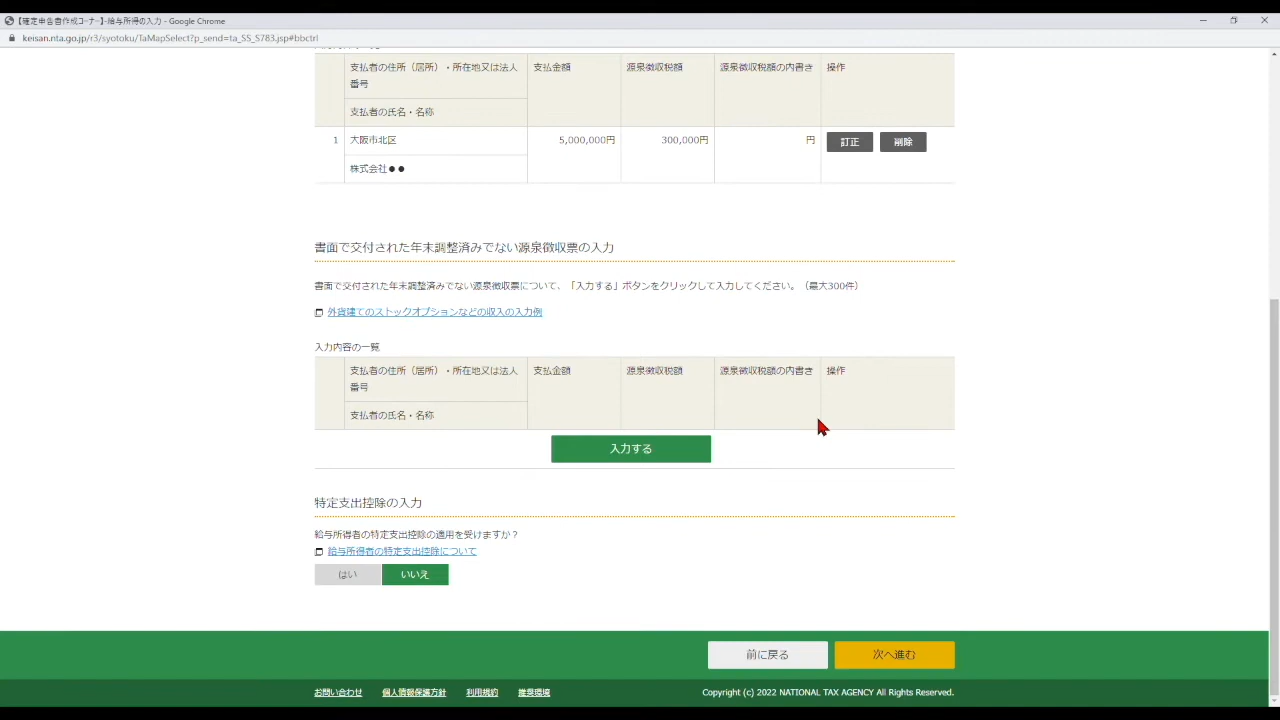 【確定申告書作成コーナー】-給与所得の入力 - Google Chrome
keisan.nta.go.jp/r3/syotoku/TaMapSelect?p_send=ta_SS_S783.jsp#bbctrl
支払者の住所（居所）・所在地又は法人番号 支払金額 源泉徴収税額 源泉徴収税額の内書き 操作
支払者の氏名・名称
1 大阪市北区 5,000,000円 300,000円 円 訂正 削除
株式会社●●
書面で交付された年末調整済みでない源泉徴収票の入力
書面で交付された年末調整済みでない源泉徴収票について、「入力する」ボタンをクリックして入力してください。（最大300件）
外貨建てのストックオプションなどの収入の入力例
入力内容の一覧
支払者の住所（居所）・所在地又は法人番号 支払金額 源泉徴収税額 源泉徴収税額の内書き 操作
支払者の氏名・名称
入力する
特定支出控除の入力
給与所得者の特定支出控除の適用を受けますか？
給与所得者の特定支出控除について
はい いいえ
前に戻る 次へ進む
お問い合わせ 個人情報保護方針 利用規約 推奨環境 Copyright (c) 2022 NATIONAL TAX AGENCY All Rights Reserved.